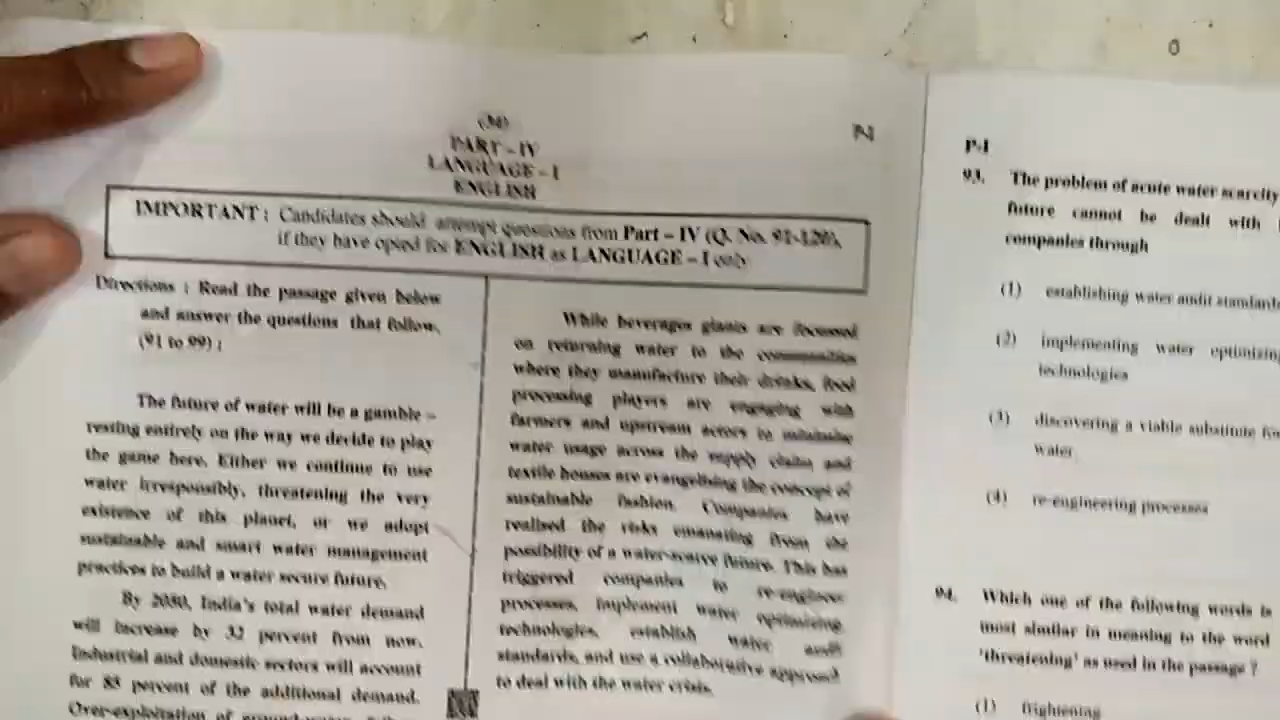 PART – IV
LANGUAGE – I
ENGLISH
IMPORTANT : Candidates should attempt questions from Part – IV (Q. No. 91-120),
if they have opted for ENGLISH as LANGUAGE – I only
Directions : Read the passage given below
and answer the questions that follow.
(91 to 99) :
The future of water will be a gamble –
resting entirely on the way we decide to play
the game here. Either we continue to use
water irresponsibly, threatening the very
existence of this planet, or we adopt
sustainable and smart water management
practices to build a water secure future.
By 2050, India's total water demand
will increase by 32 percent from now.
Industrial and domestic sectors will account
for 85 percent of the additional demand.
Over-exploitation of
While beverages giants are focussed
on returning water to the communities
where they manufacture their drinks, food
processing players are engaging with
farmers and upstream actors to minimise
water usage across the supply chain and
textile houses are evangelising the concept of
sustainable fashion. Companies have
realised the risks emanating from the
possibility of a water-scarce future. This has
triggered companies to re-engineer
processes, implement water optimizing
technologies, establish water audit
standards, and use a collaborative approach
to deal with the water crisis.
P-I
93. The problem of acute water scarcity
future cannot be dealt with
companies through
(1) establishing water audit standard
(2) implementing water optimizing
technologies
(3) discovering a viable substitute for
water
(4) re-engineering processes
94. Which one of the following words is
most similar in meaning to the word
'threatening' as used in the passage ?
(1) frightening